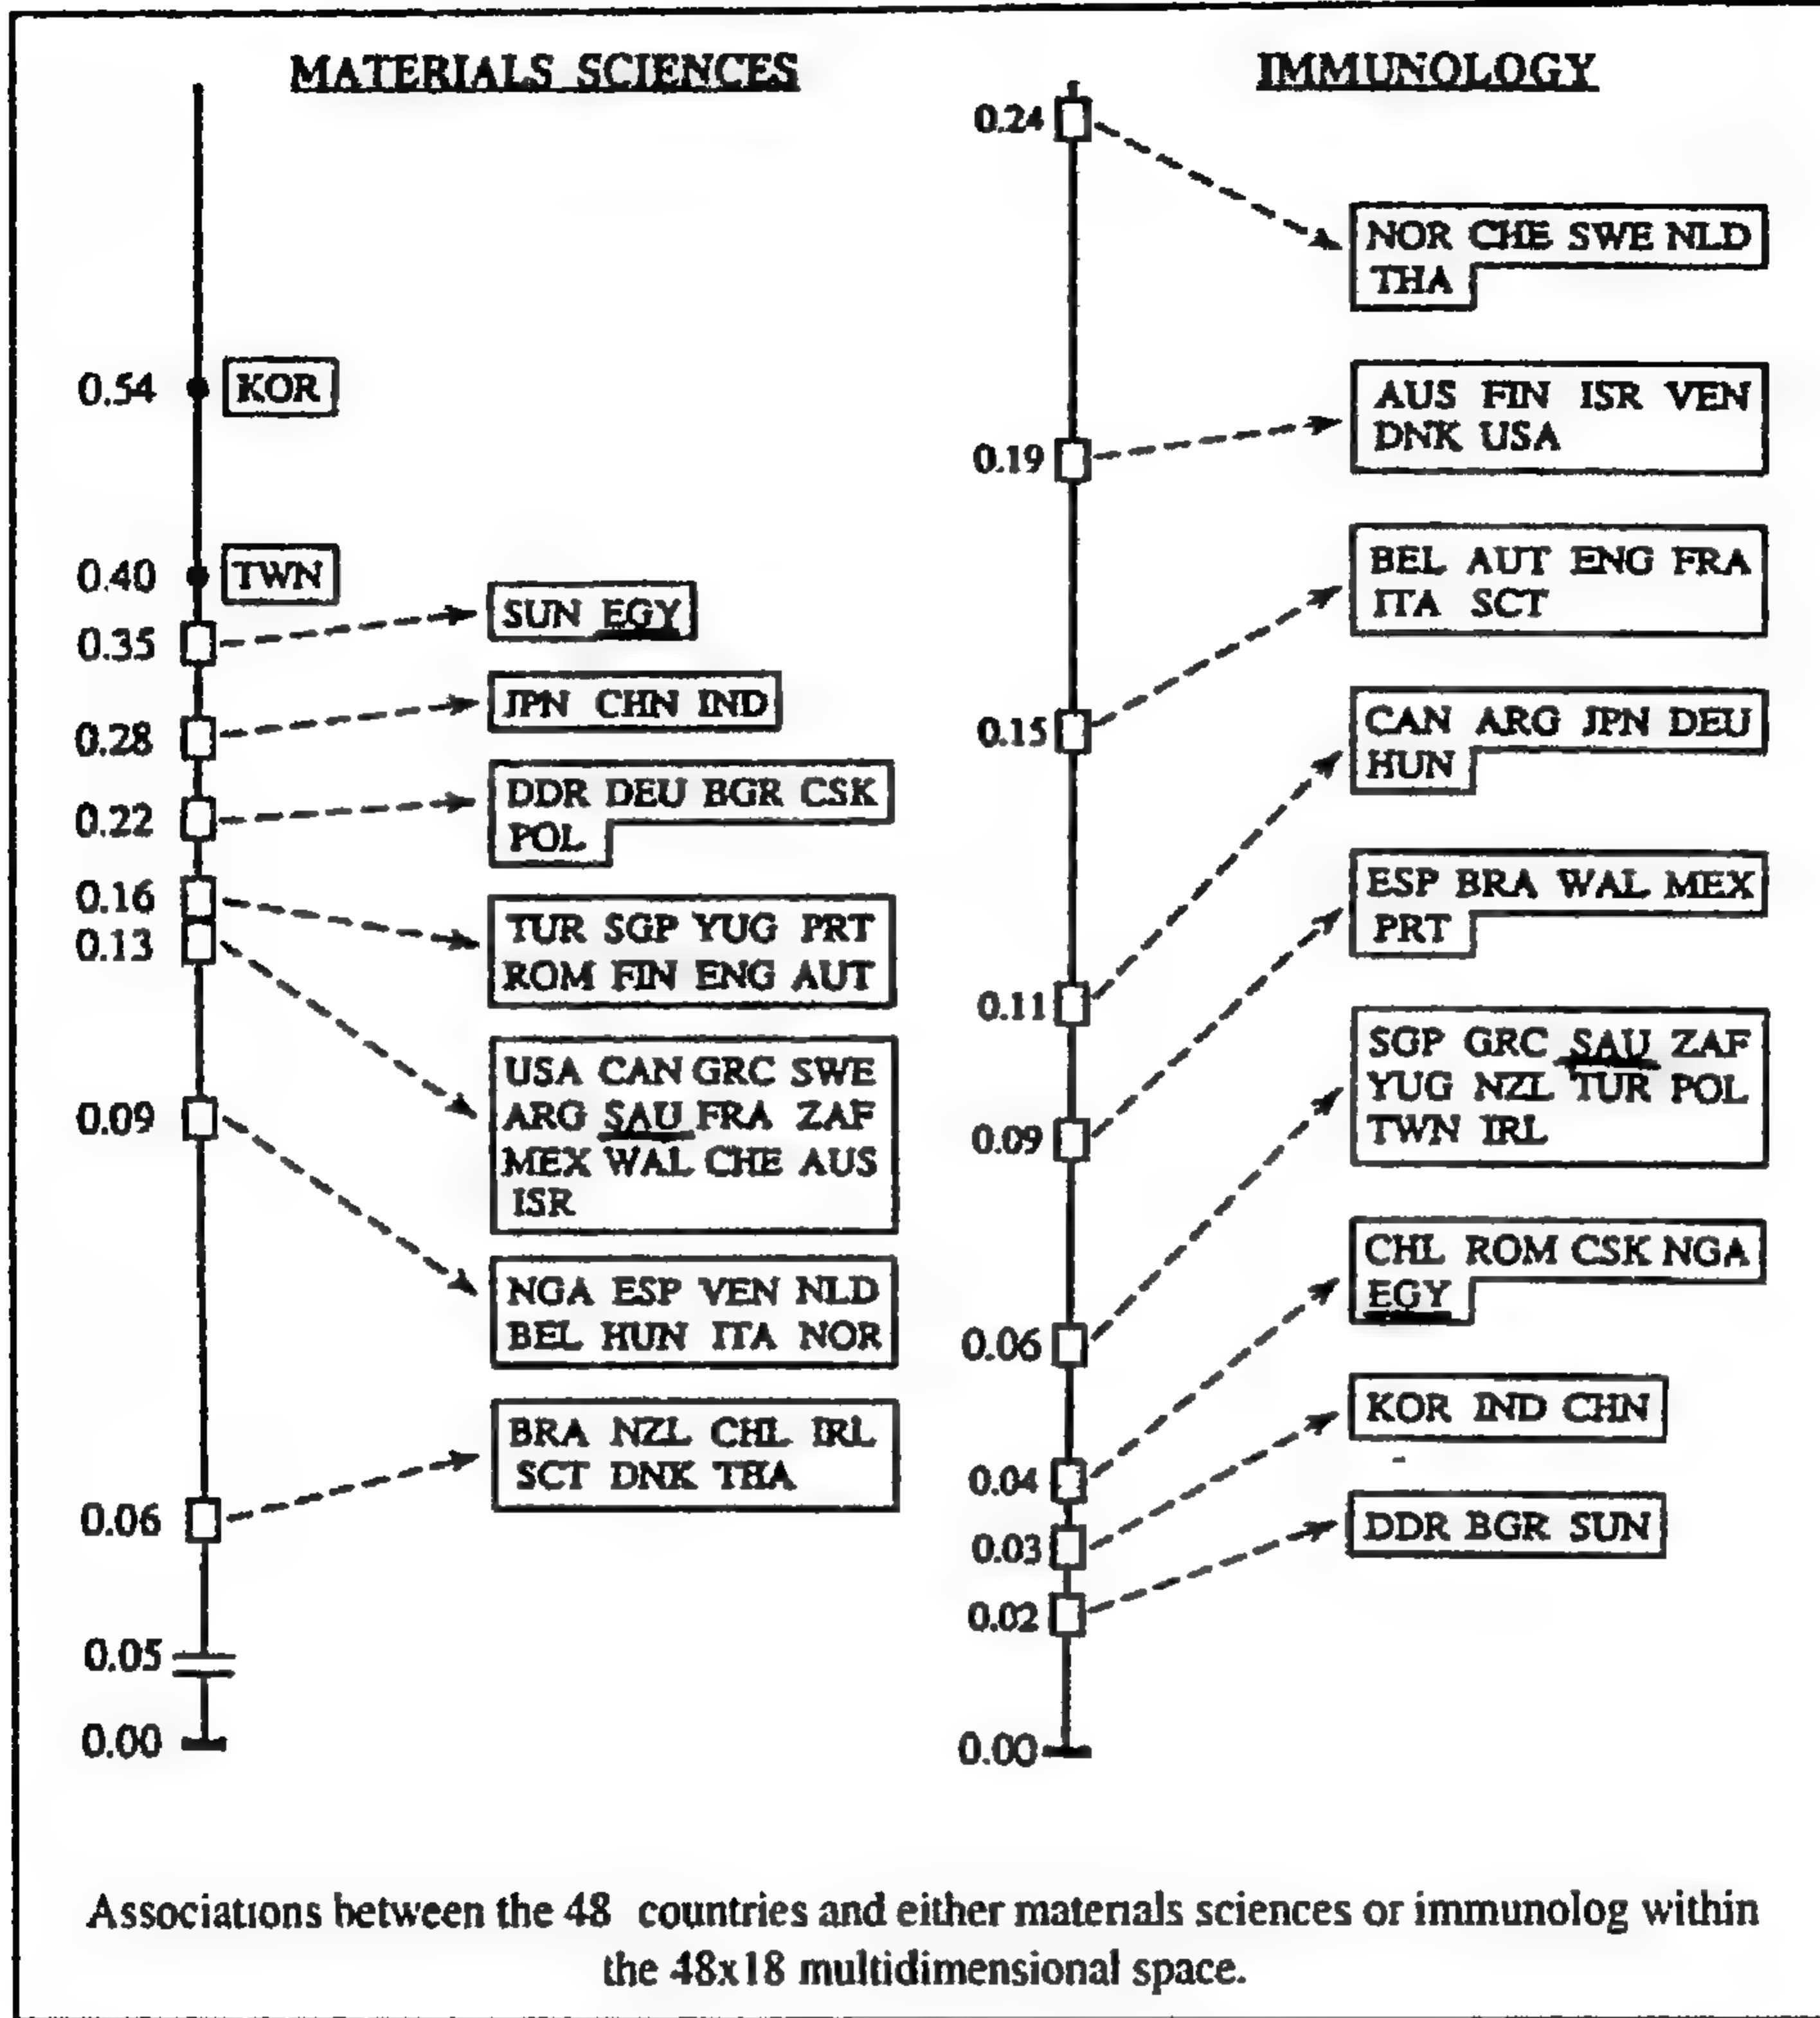 MATERIALS SCIENCES
0.54
KOR
0.40
TWN
0.35
SUN EGY
0.28
JPN CHN IND
0.22
DDR DEU BGR CSK
POL
0.16
TUR SGP YUG PRT
ROM FIN ENG AUT
0.13
USA CAN GRC SWE
ARG SAU FRA ZAF
MEX WAL CHE AUS
ISR
0.09
NGA ESP VEN NLD
BEL HUN ITA NOR
0.06
BRA NZL CHL IRL
SCT DNK THA
0.05
0.00
IMMUNOLOGY
0.24
NOR CHE SWE NLD
THA
0.19
AUS FIN ISR VEN
DNK USA
0.15
BEL AUT ENG FRA
ITA SCT
0.11
CAN ARG JPN DEU
HUN
0.09
ESP BRA WAL MEX
PRT
0.06
SGP GRC SAU ZAF
YUG NZL TUR POL
TWN IRL
0.04
CHL ROM CSK NGA
EGY
0.03
KOR IND CHN
0.02
DDR BGR SUN
0.00
Associations between the 48 countries and either materials sciences or immunolog within
the 48x18 multidimensional space.